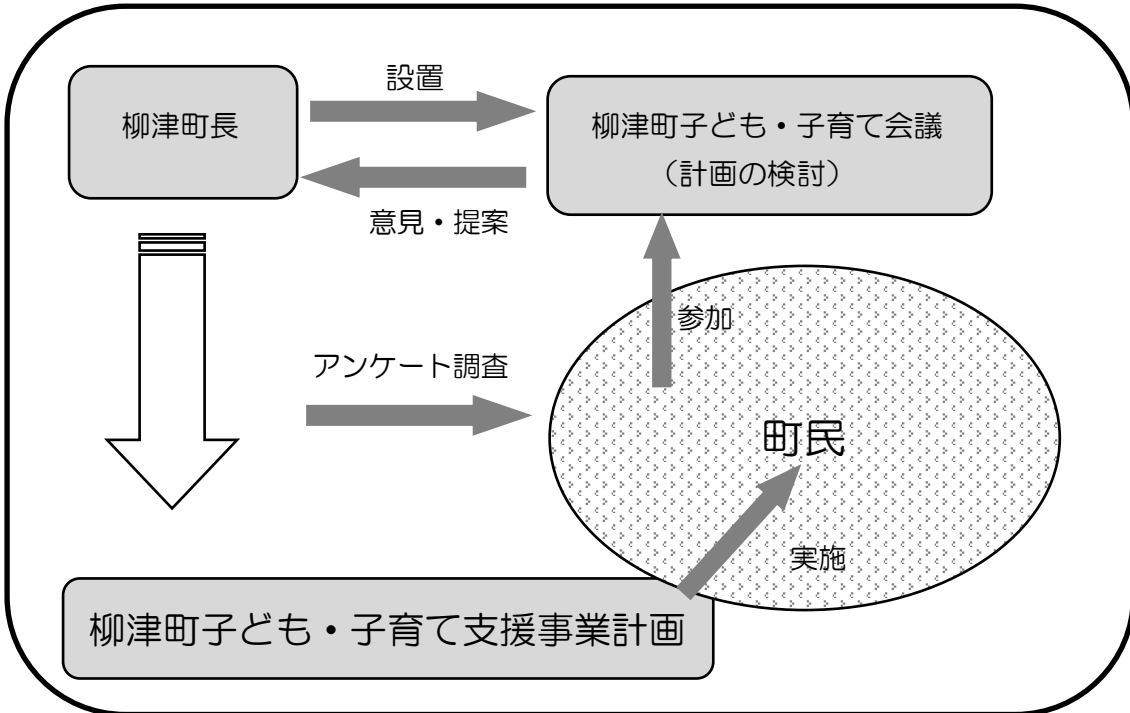 設置
柳津町長
柳津町子ども・子育て会議
（計画の検討）
意見・提案
参加
アンケート調査
町民
実施
柳津町子ども・子育て支援事業計画